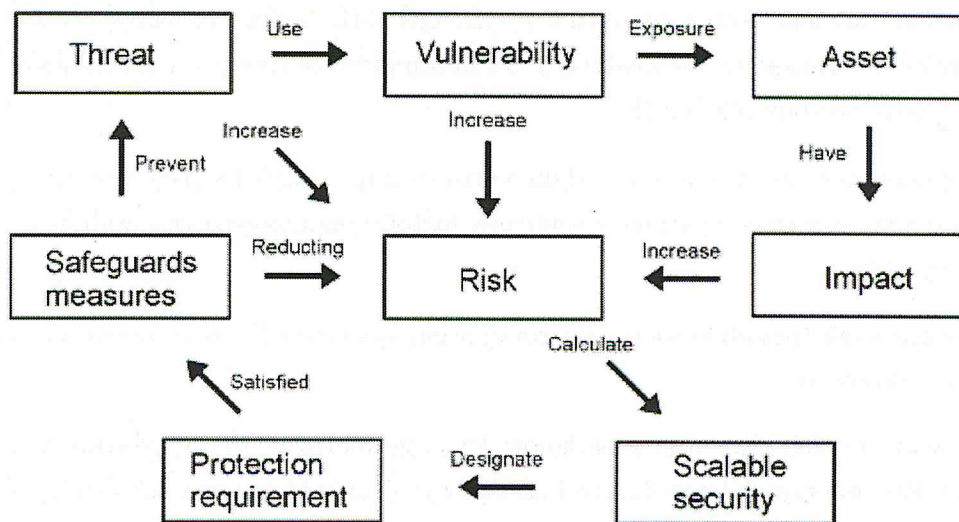 Use
Exposure
Threat
Vulnerability
Asset
Increase
Increase
Have
Prevent
Safeguards
measures
Reducting
Risk
Increase
Impact
Calculate
Satisfied
Protection
requirement
Designate
Scalable
security